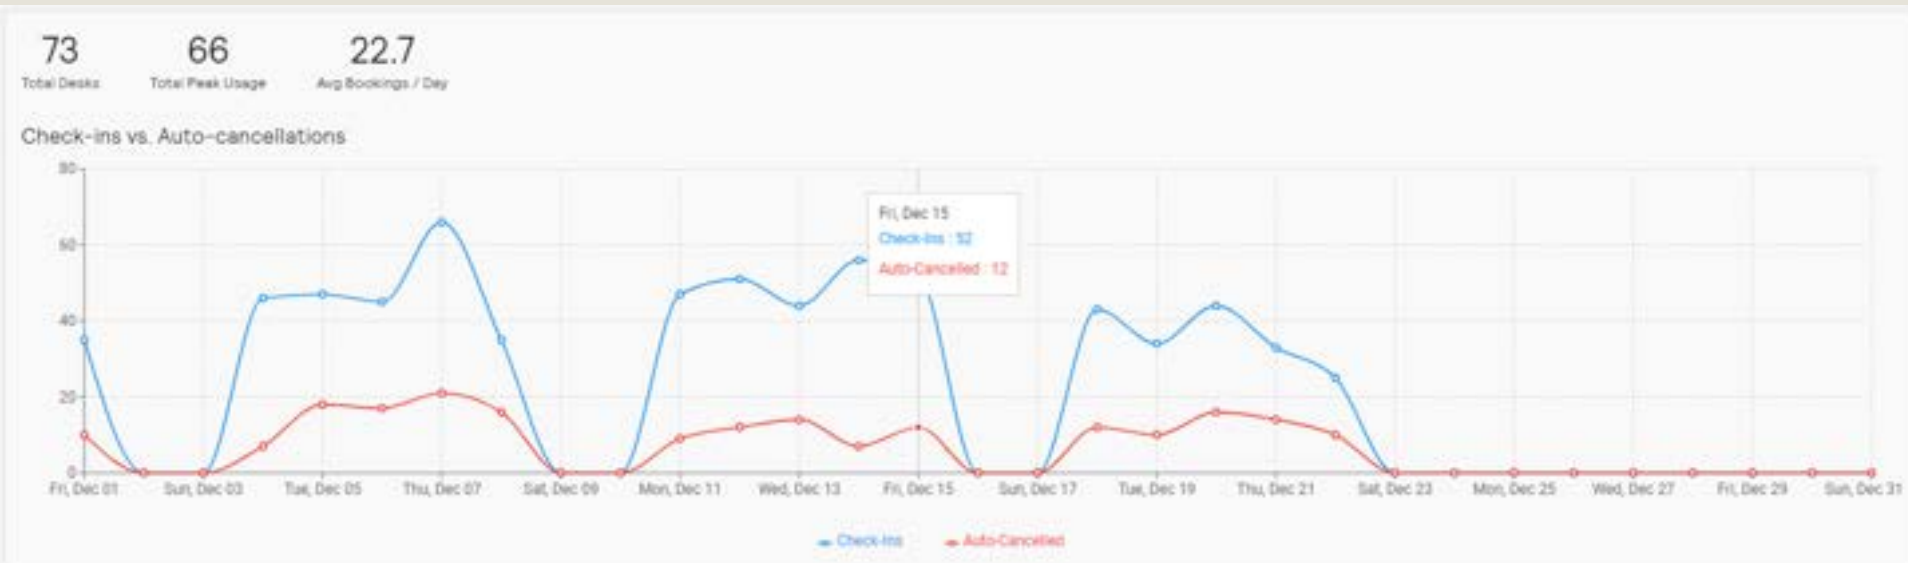 73 66 22.7
Total Desks Total Peak Usage Avg Bookings / Day
Check-ins vs. Auto-cancellations
80
60
40
20
0
Fri, Dec 15
Check-Ins : 52
Auto-Cancelled : 12
Fri, Dec 01 Sun, Dec 03 Tue, Dec 05 Thu, Dec 07 Sat, Dec 09 Mon, Dec 11 Wed, Dec 13 Fri, Dec 15 Sun, Dec 17 Tue, Dec 19 Thu, Dec 21 Sat, Dec 23 Mon, Dec 25 Wed, Dec 27 Fri, Dec 29 Sun, Dec 31
Check-Ins Auto-Cancelled